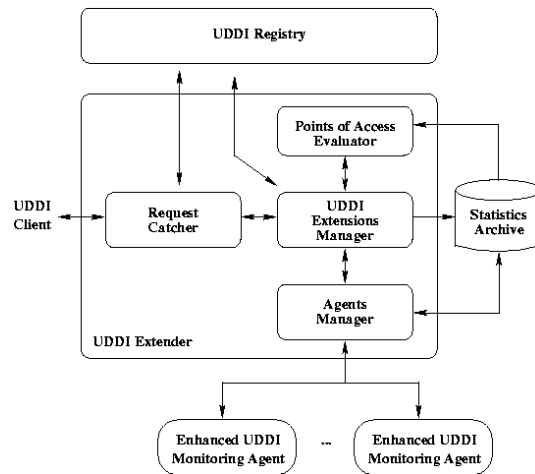 UDDI Registry
Points of Access
Evaluator
UDDI
Client
Request
Catcher
UDDI
Extensions
Manager
Statistics
Archive
Agents
Manager
UDDI Extender
Enhanced UDDI
Monitoring Agent
...
Enhanced UDDI
Monitoring Agent